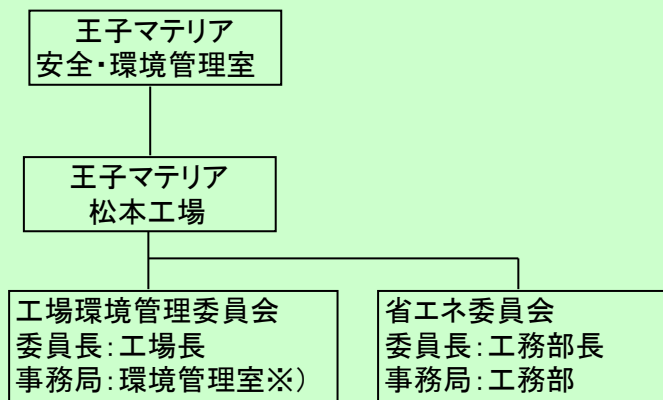 王子マテリア
安全・環境管理室
王子マテリア
松本工場
工場環境管理委員会
委員長:工場長
事務局:環境管理室※)
省エネ委員会
委員長:工務部長
事務局:工務部